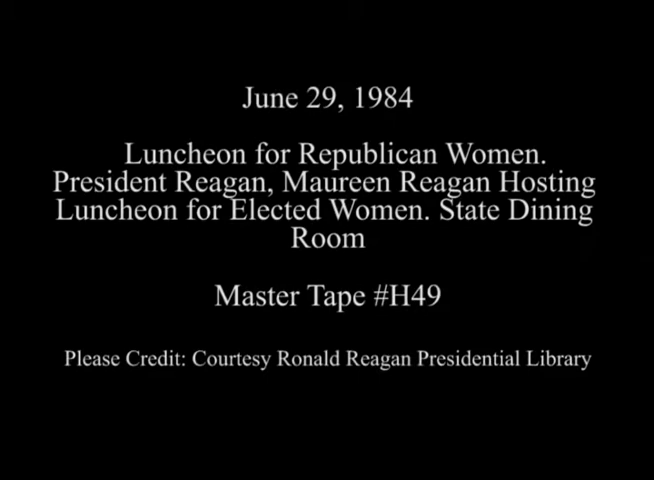 June 29, 1984
Luncheon for Republican Women.
President Reagan, Maureen Reagan Hosting
Luncheon for Elected Women. State Dining
Room
Master Tape #H49
Please Credit: Courtesy Ronald Reagan Presidential Library